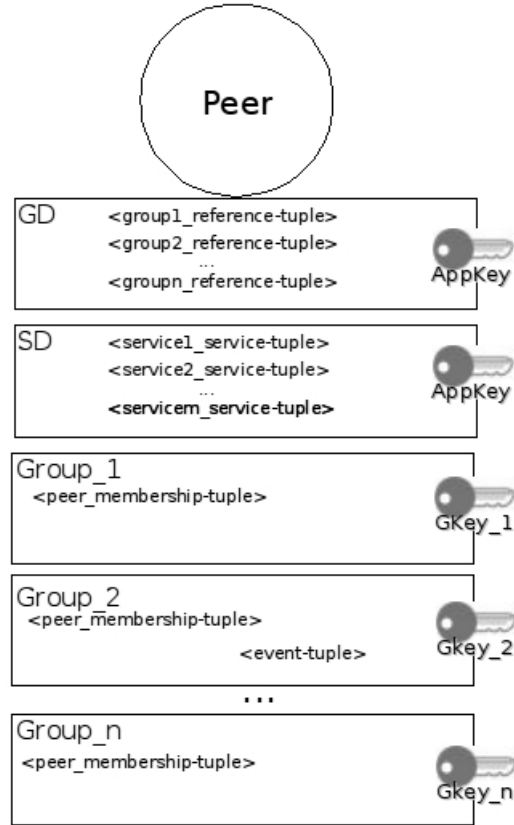 Peer
GD
<group1_reference-tuple>
<group2_reference-tuple>
...
<groupn_reference-tuple>
AppKey
SD
<service1_service-tuple>
<service2_service-tuple>
...
<servicem_service-tuple>
AppKey
Group_1
<peer_membership-tuple>
GKey_1
Group_2
<peer_membership-tuple>
<event-tuple>
Gkey_2
...
Group_n
<peer_membership-tuple>
Gkey_n